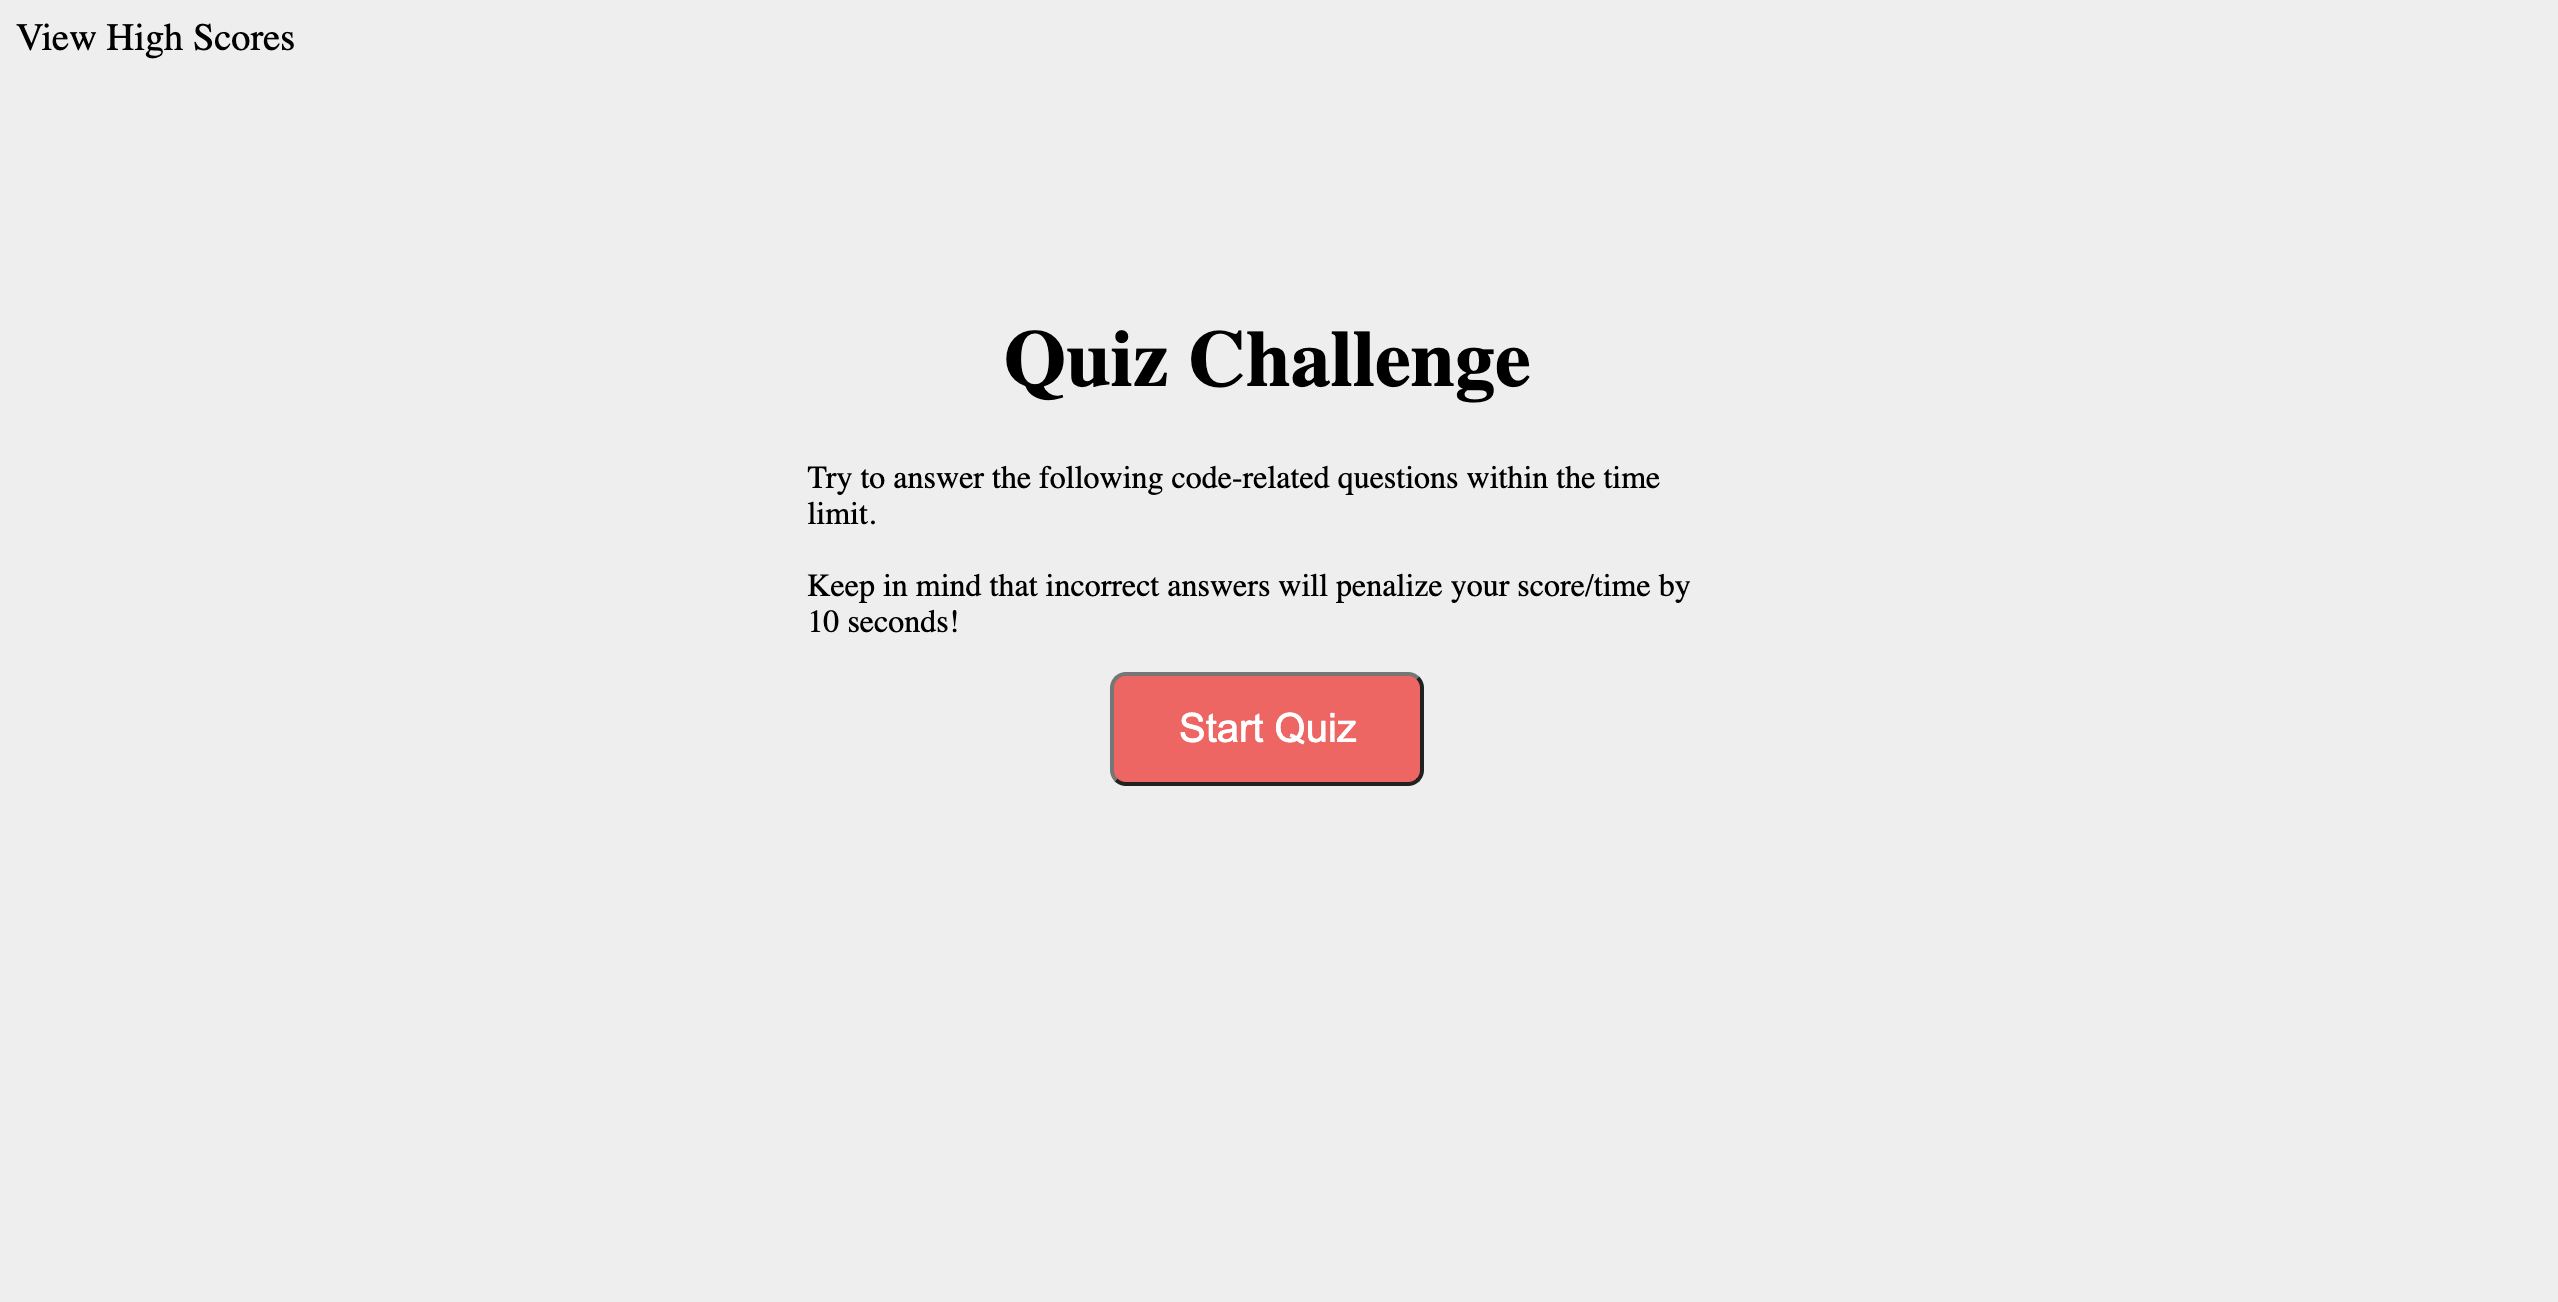 View High Scores
Quiz Challenge
Try to answer the following code-related questions within the time
limit.
Keep in mind that incorrect answers will penalize your score/time by
10 seconds!
Start Quiz